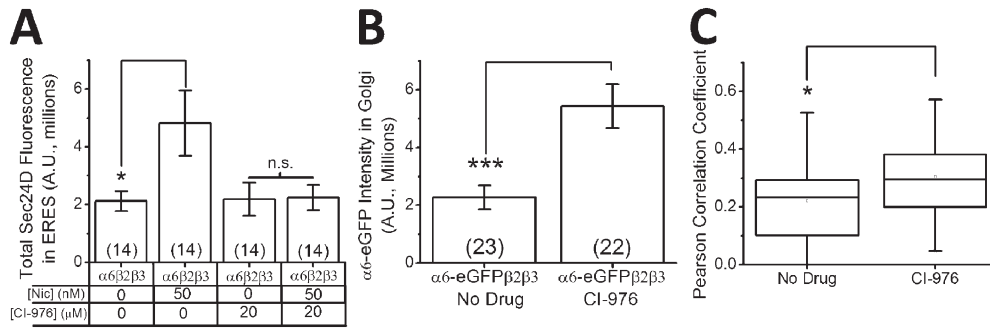 A
Total Sec24D Fluorescence
in ERES (A.U., millions)
6
4
2
0
*
n.s.
(14) (14) (14) (14)
α6β2β3 α6β2β3 α6β2β3 α6β2β3
[Nic] (nM) 0 50 0 50
[CI-976] (μM) 0 0 20 20
B
α6-eGFP Intensity in Golgi
(A.U., Millions)
6
4
2
0
***
(23) (22)
α6-eGFPβ2β3 α6-eGFPβ2β3
No Drug CI-976
C
Pearson Correlation Coefficient
0.6
0.4
0.2
0.0
*
No Drug CI-976